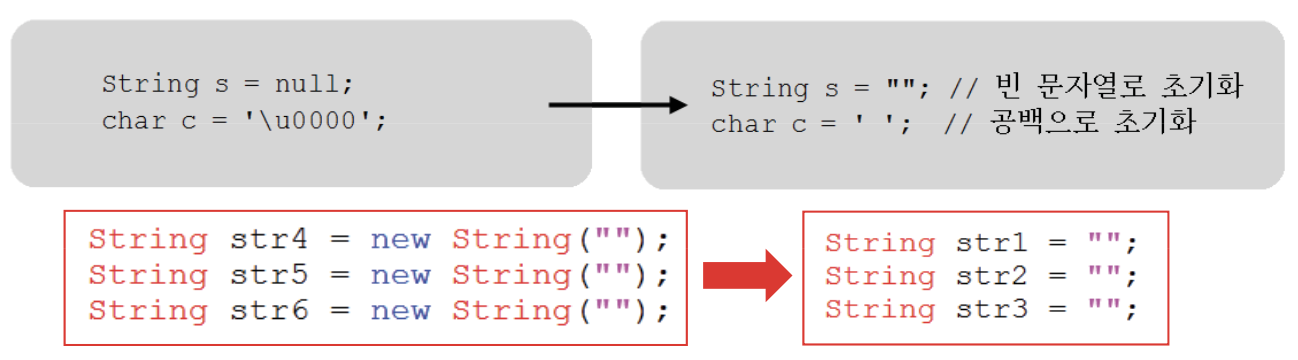 String s = null;
char c = '\u0000';
String s = ""; // 빈 문자열로 초기화
char c = ' '; // 공백으로 초기화
String str4 = new String("");
String str5 = new String("");
String str6 = new String("");
String str1 = "";
String str2 = "";
String str3 = "";